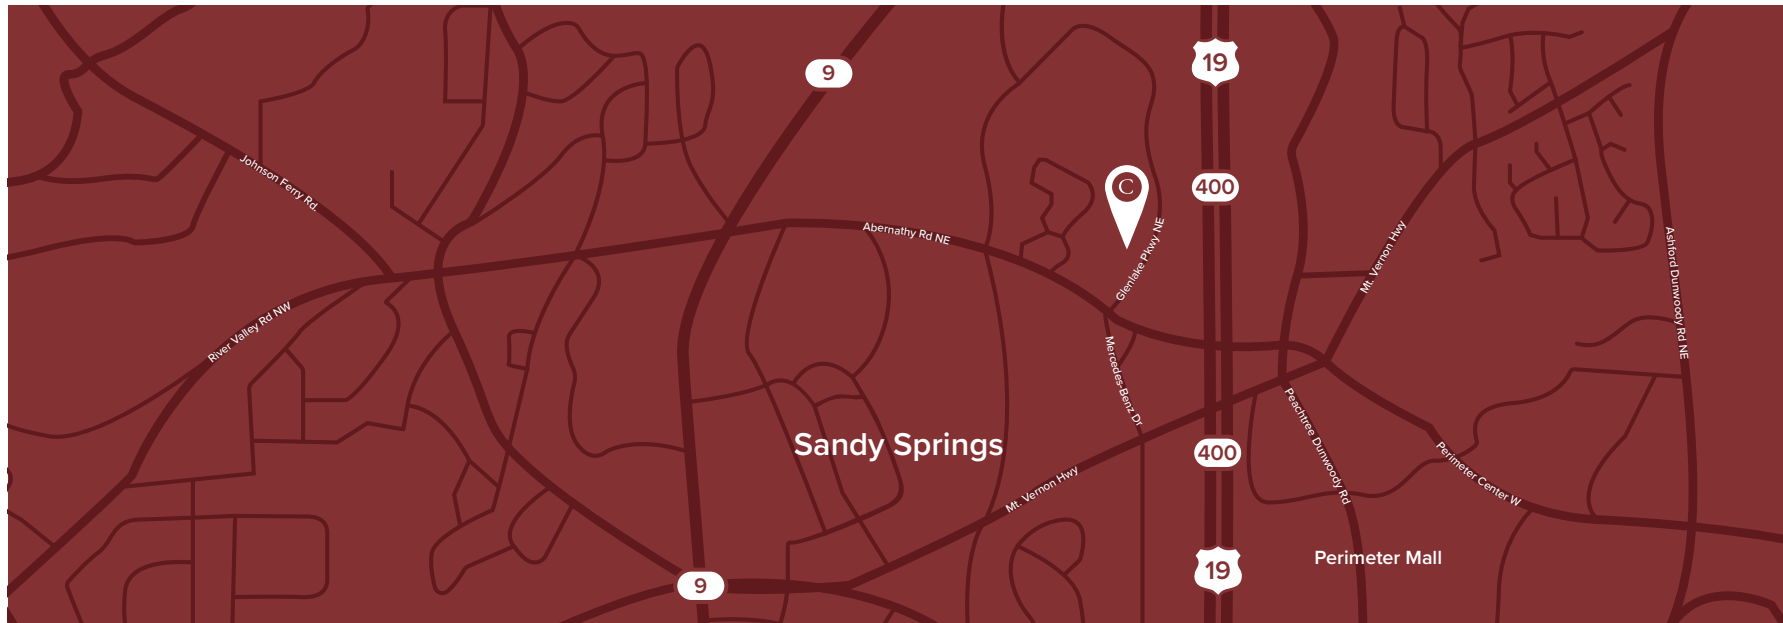 19
9
Johnson Ferry Rd.
C
400
Abernathy Rd NE
Glenlake Pkwy NE
Mt. Vernon Hwy
Ashford Dunwoody Rd NE
River Valley Rd NW
Mercedes-Benz Dr
Peachtree Dunwoody Rd
Sandy Springs
400
Perimeter Center W
Mt. Vernon Hwy
Perimeter Mall
19
9